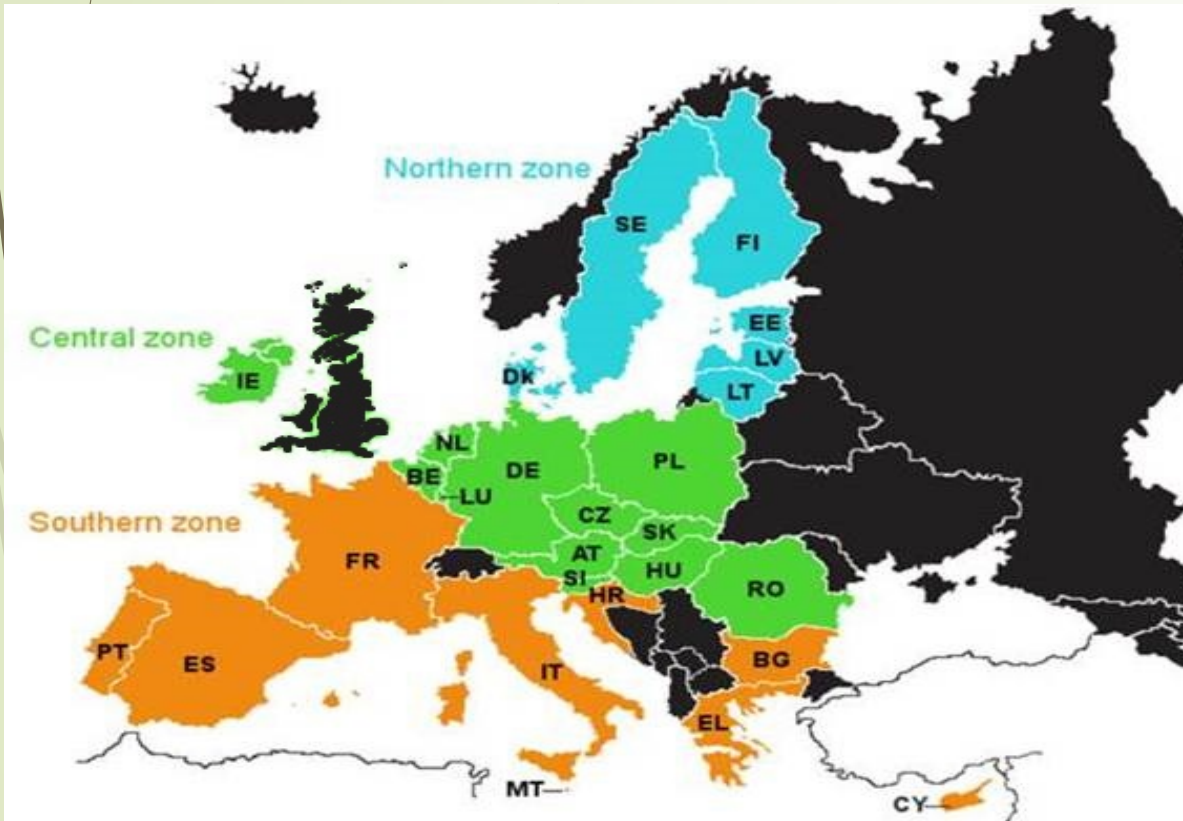 Northern zone
SE
FI
Central zone
EE
IE
LV
Dk
LT
NL
DE
PL
BE
LU
CZ
Southern zone
SK
FR
AT
HU
SI
RO
HR
PT
ES
IT
BG
EL
MT
CY